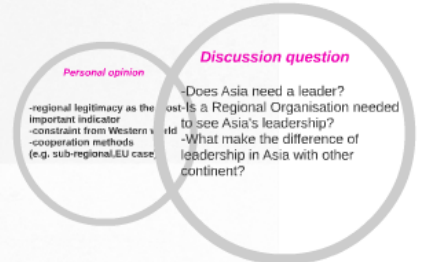 Personal opinion
-regional legitimacy as the most-
important indicator
-constraint from Western world
-cooperation methods
(e.g. sub-regional,EU case)
Discussion question
-Does Asia need a leader?
-Is a Regional Organisation needed
to see Asia's leadership?
-What make the difference of
leadership in Asia with other
continent?